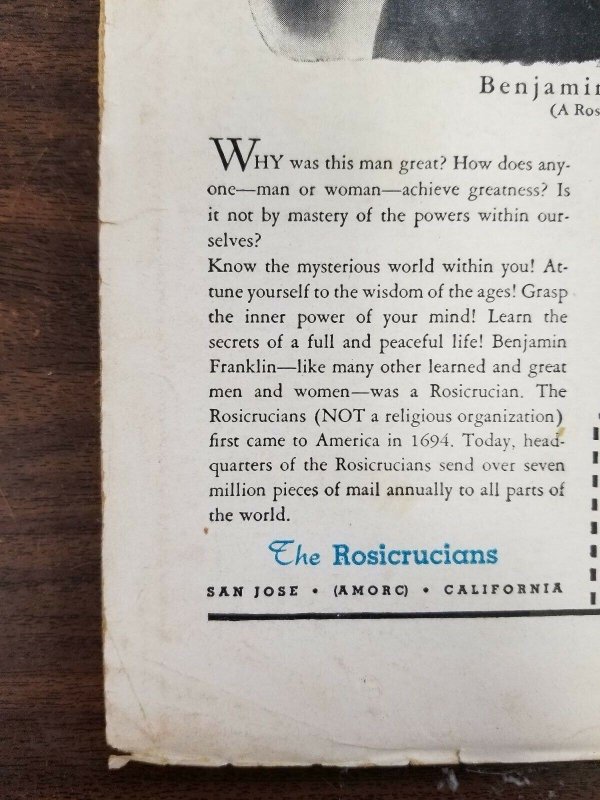 Benjamin
(A Ros
WHY was this man great? How does any-
one—man or woman—achieve greatness? Is
it not by mastery of the powers within our-
selves?
Know the mysterious world within you! At-
tune yourself to the wisdom of the ages! Grasp
the inner power of your mind! Learn the
secrets of a full and peaceful life! Benjamin
Franklin—like many other learned and great
men and women—was a Rosicrucian. The
Rosicrucians (NOT a religious organization)
first came to America in 1694. Today, head-
quarters of the Rosicrucians send over seven
million pieces of mail annually to all parts of
the world.
The Rosicrucians
SAN JOSE • (AMORC) • CALIFORNIA